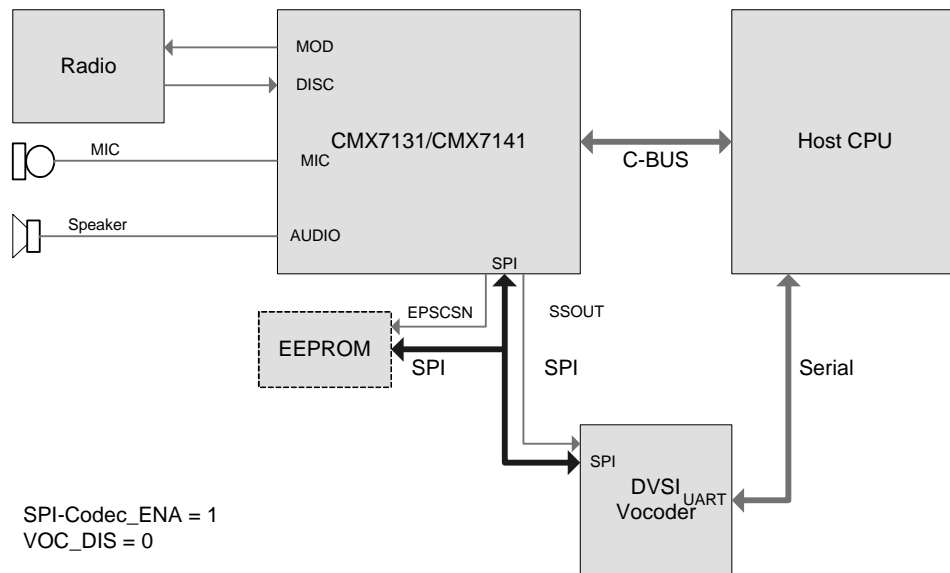 Radio
MOD
DISC
CMX7131/CMX7141
Host CPU
C-BUS
MIC
MIC
Speaker
AUDIO
SPI
EPSCSN
SSOUT
EEPROM
SPI
SPI
Serial
SPI
DVSI
Vocoder
UART
SPI-Codec_ENA = 1
VOC_DIS = 0